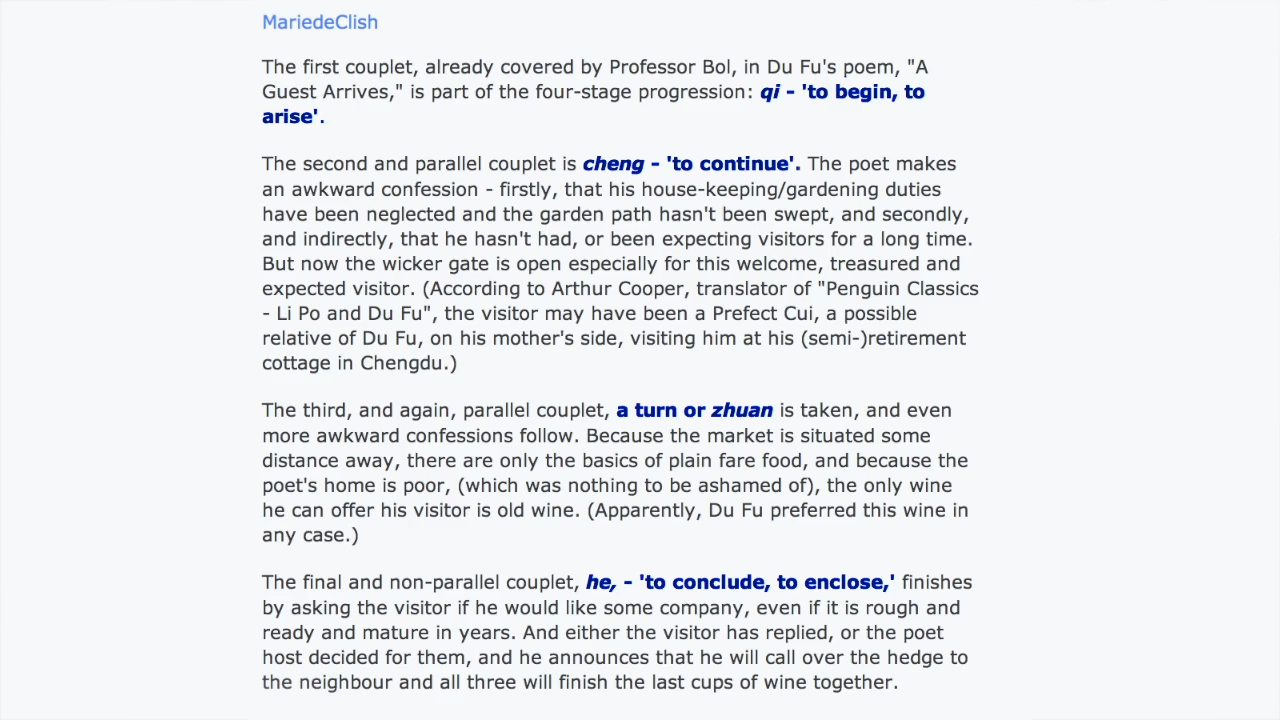 MariedeClish
The first couplet, already covered by Professor Bol, in Du Fu's poem, "A
Guest Arrives," is part of the four-stage progression: qi - 'to begin, to
arise'.
The second and parallel couplet is cheng - 'to continue'. The poet makes
an awkward confession - firstly, that his house-keeping/gardening duties
have been neglected and the garden path hasn't been swept, and secondly,
and indirectly, that he hasn't had, or been expecting visitors for a long time.
But now the wicker gate is open especially for this welcome, treasured and
expected visitor. (According to Arthur Cooper, translator of "Penguin Classics
- Li Po and Du Fu", the visitor may have been a Prefect Cui, a possible
relative of Du Fu, on his mother's side, visiting him at his (semi-)retirement
cottage in Chengdu.)
The third, and again, parallel couplet, a turn or zhuan is taken, and even
more awkward confessions follow. Because the market is situated some
distance away, there are only the basics of plain fare food, and because the
poet's home is poor, (which was nothing to be ashamed of), the only wine
he can offer his visitor is old wine. (Apparently, Du Fu preferred this wine in
any case.)
The final and non-parallel couplet, he, - 'to conclude, to enclose,' finishes
by asking the visitor if he would like some company, even if it is rough and
ready and mature in years. And either the visitor has replied, or the poet
host decided for them, and he announces that he will call over the hedge to
the neighbour and all three will finish the last cups of wine together.